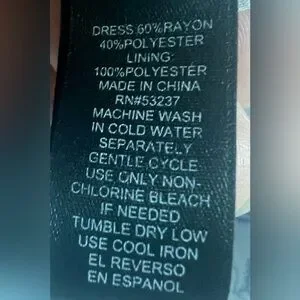 DRESS 60%RAYON
40%POLYESTER
LINING:
100%POLYESTER
MADE IN CHINA
RN#53237
MACHINE WASH
IN COLD WATER
SEPARATELY
GENTLE CYCLE
USE ONLY NON-
CHLORINE BLEACH
IF NEEDED
TUMBLE DRY LOW
USE COOL IRON
EL REVERSO
EN ESPANOL